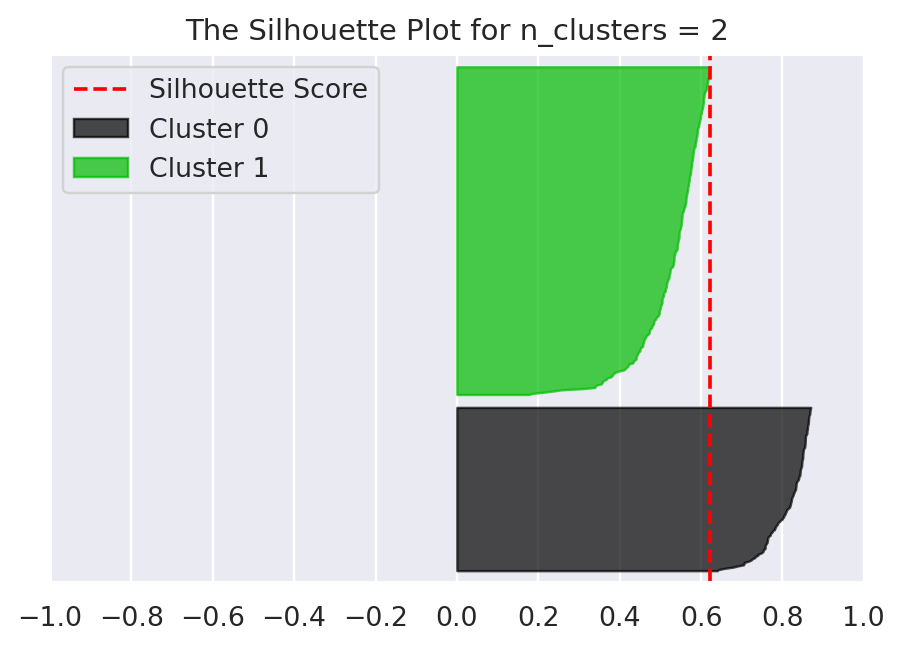 The Silhouette Plot for n_clusters = 2
Silhouette Score
Cluster 0
Cluster 1
−1.0 −0.8 −0.6 −0.4 −0.2 0.0 0.2 0.4 0.6 0.8 1.0